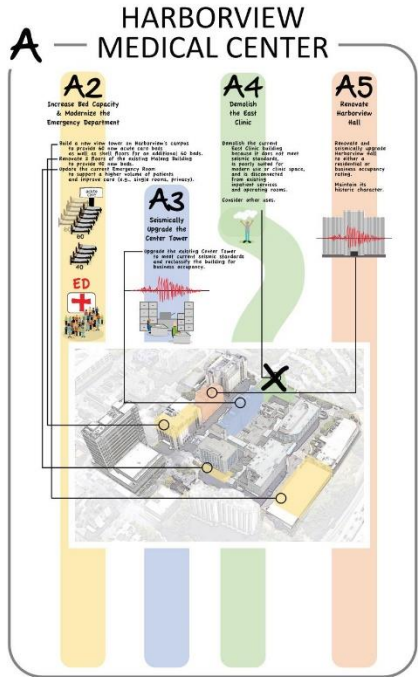 HARBORVIEW
MEDICAL CENTER
A
A2
Increase Bed Capacity
& Modernize the
Emergency Department
Build a new view tower on Harborview's campus
to provide 60 new acute care beds
as well as shell floors for an additional 60 beds.
Renovate 2 floors of the existing Maleng Building
to provide 40 new beds.
Update the current Emergency Room
to support a higher volume of patients
and improve care (e.g., single rooms, privacy).
60
40
ED
A3
Seismically
Upgrade the
Center Tower
Upgrade the existing Center Tower
to meet current seismic standards
and reclassify the building for
business occupancy.
A4
Demolish
the East
Clinic
Demolish the current
East Clinic building
because it does not meet
seismic standards,
is poorly suited for
modern use or clinic space,
and is disconnected
from existing
inpatient services
and operating rooms.
Consider other uses.
X
A5
Renovate
Harborview
Hall
Renovate and
seismically upgrade
Harborview Hall
to either a
residential or
business occupancy
rating.
Maintain its
historic character.